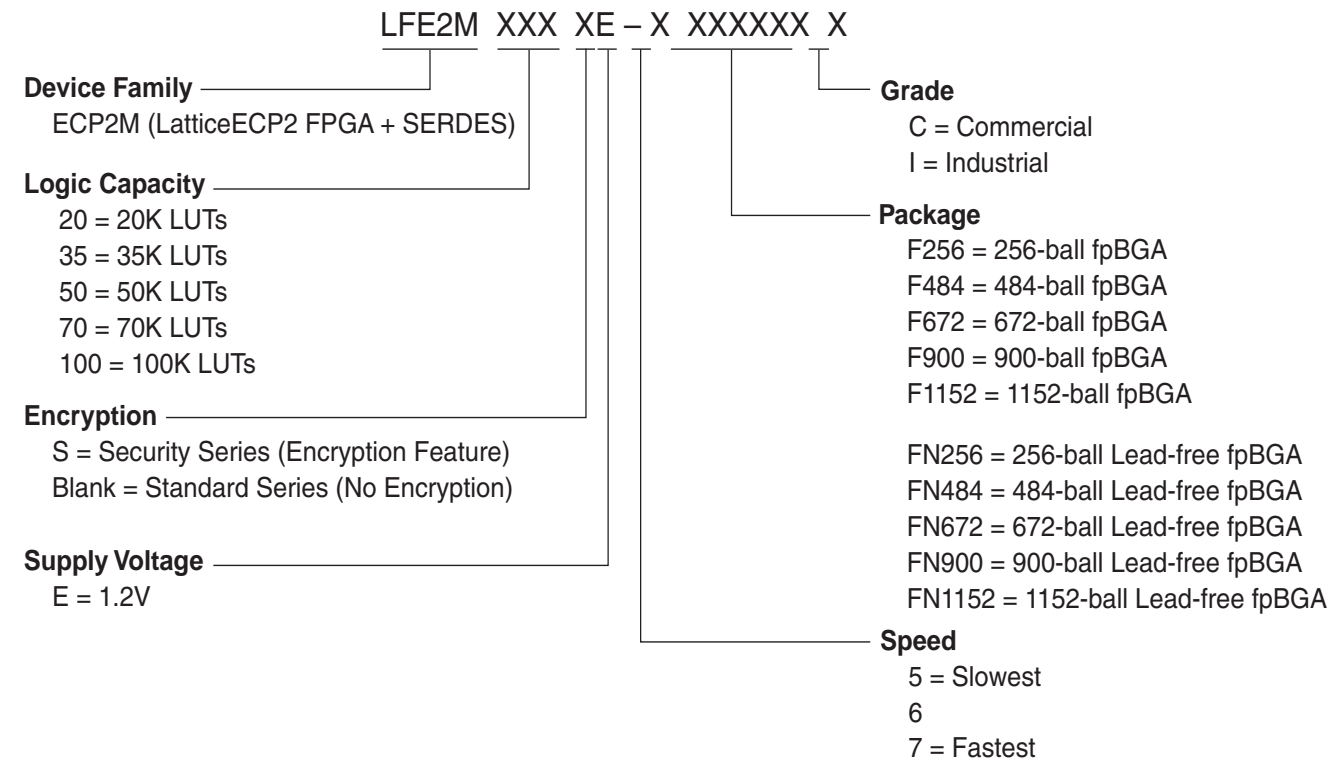 LFE2M XXX XE – X XXXXXX X
Device Family
ECP2M (LatticeECP2 FPGA + SERDES)
Logic Capacity
20 = 20K LUTs
35 = 35K LUTs
50 = 50K LUTs
70 = 70K LUTs
100 = 100K LUTs
Encryption
S = Security Series (Encryption Feature)
Blank = Standard Series (No Encryption)
Supply Voltage
E = 1.2V
Grade
C = Commercial
I = Industrial
Package
F256 = 256-ball fpBGA
F484 = 484-ball fpBGA
F672 = 672-ball fpBGA
F900 = 900-ball fpBGA
F1152 = 1152-ball fpBGA
FN256 = 256-ball Lead-free fpBGA
FN484 = 484-ball Lead-free fpBGA
FN672 = 672-ball Lead-free fpBGA
FN900 = 900-ball Lead-free fpBGA
FN1152 = 1152-ball Lead-free fpBGA
Speed
5 = Slowest
6
7 = Fastest